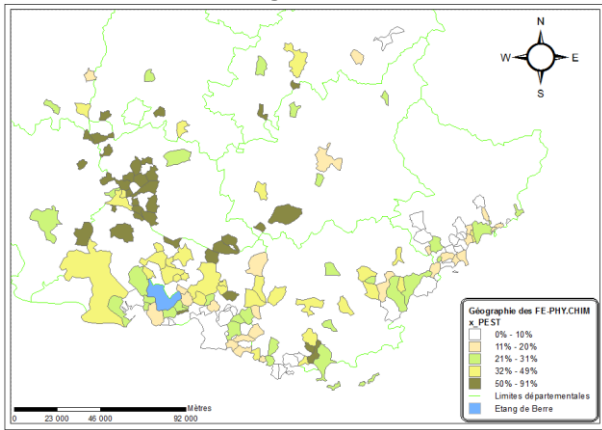 N
W E
S
Géographie des FE-PHY.CHIM
x_PEST
0% - 10%
11% - 20%
21% - 31%
32% - 49%
50% - 91%
Limites départementales
Etang de Berre
Mètres
0 23 000 46 000 92 000